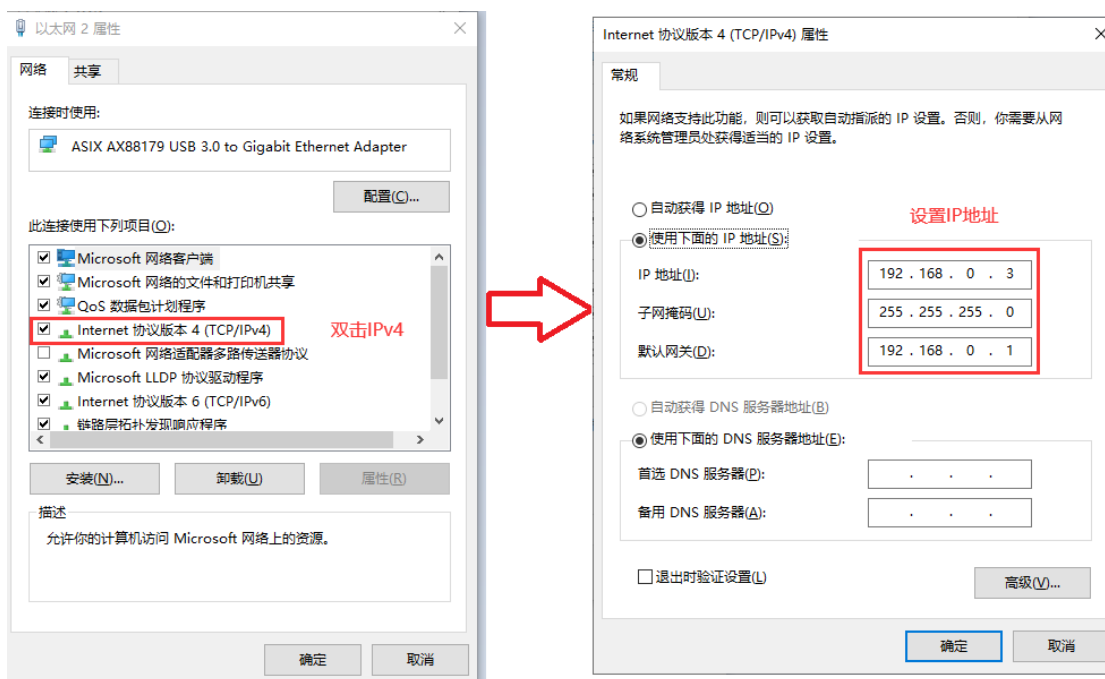 以太网 2 属性
网络
共享
连接时使用:
ASIX AX88179 USB 3.0 to Gigabit Ethernet Adapter
配置(C)...
此连接使用下列项目(O):
Microsoft 网络客户端
Microsoft 网络的文件和打印机共享
QoS 数据包计划程序
Internet 协议版本 4 (TCP/IPv4)
双击IPv4
Microsoft 网络适配器多路传送器协议
Microsoft LLDP 协议驱动程序
Internet 协议版本 6 (TCP/IPv6)
链路层拓扑发现响应程序
安装(N)...
卸载(U)
属性(R)
描述
允许你的计算机访问 Microsoft 网络上的资源。
确定
取消
Internet 协议版本 4 (TCP/IPv4) 属性
常规
如果网络支持此功能，则可以获取自动指派的 IP 设置。否则，你需要从网
络系统管理员处获得适当的 IP 设置。
自动获得 IP 地址(O)
设置IP地址
使用下面的 IP 地址(S):
IP 地址(I):
192 . 168 . 0 . 3
子网掩码(U):
255 . 255 . 255 . 0
默认网关(D):
192 . 168 . 0 . 1
自动获得 DNS 服务器地址(B)
使用下面的 DNS 服务器地址(E):
首选 DNS 服务器(P):
. . .
备用 DNS 服务器(A):
. . .
退出时验证设置(L)
高级(V)...
确定
取消